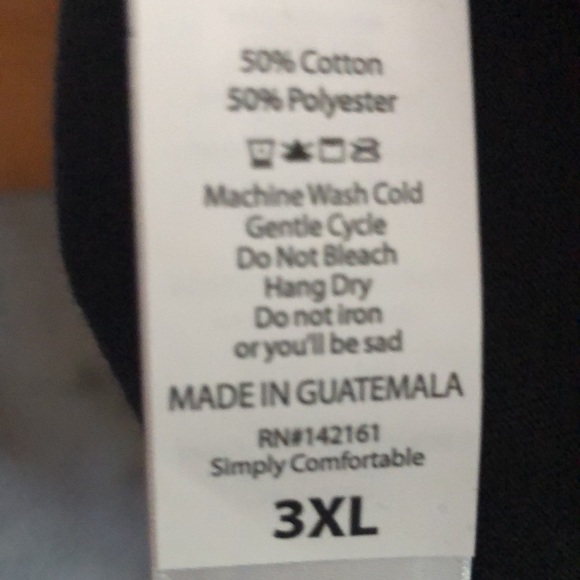 50% Cotton
50% Polyester
Machine Wash Cold
Gentle Cycle
Do Not Bleach
Hang Dry
Do not iron
or you'll be sad
MADE IN GUATEMALA
RN#142161
Simply Comfortable
3XL